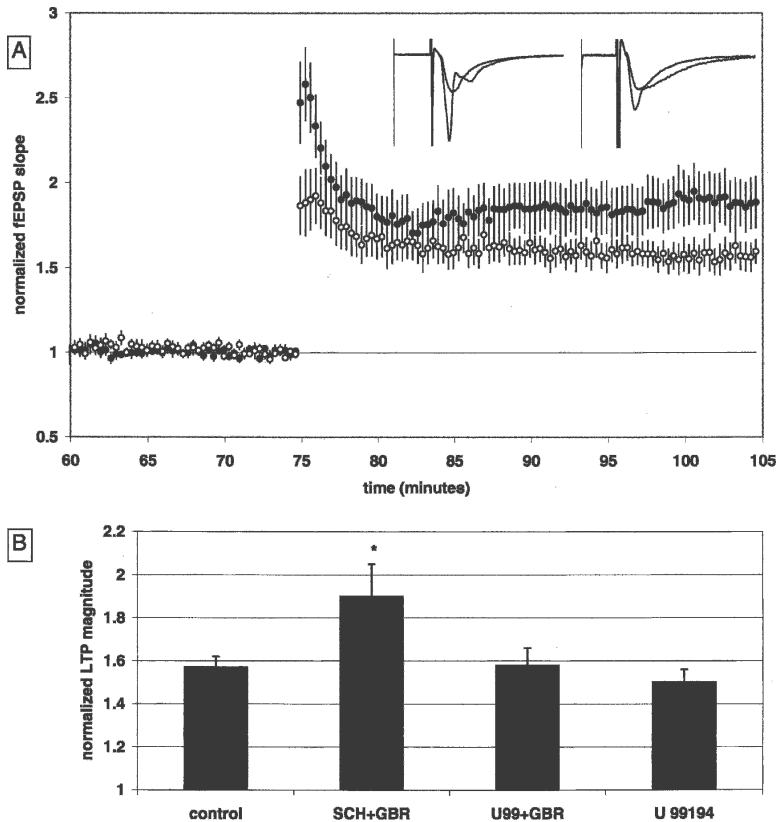 A
normalized fEPSP slope
3
2.5
2
1.5
1
0.5
60 65 70 75 80 85 90 95 100 105
time (minutes)
B
normalized LTP magnitude
2.2
2
1.8
1.6
1.4
1.2
1
*
control SCH+GBR U99+GBR U 99194